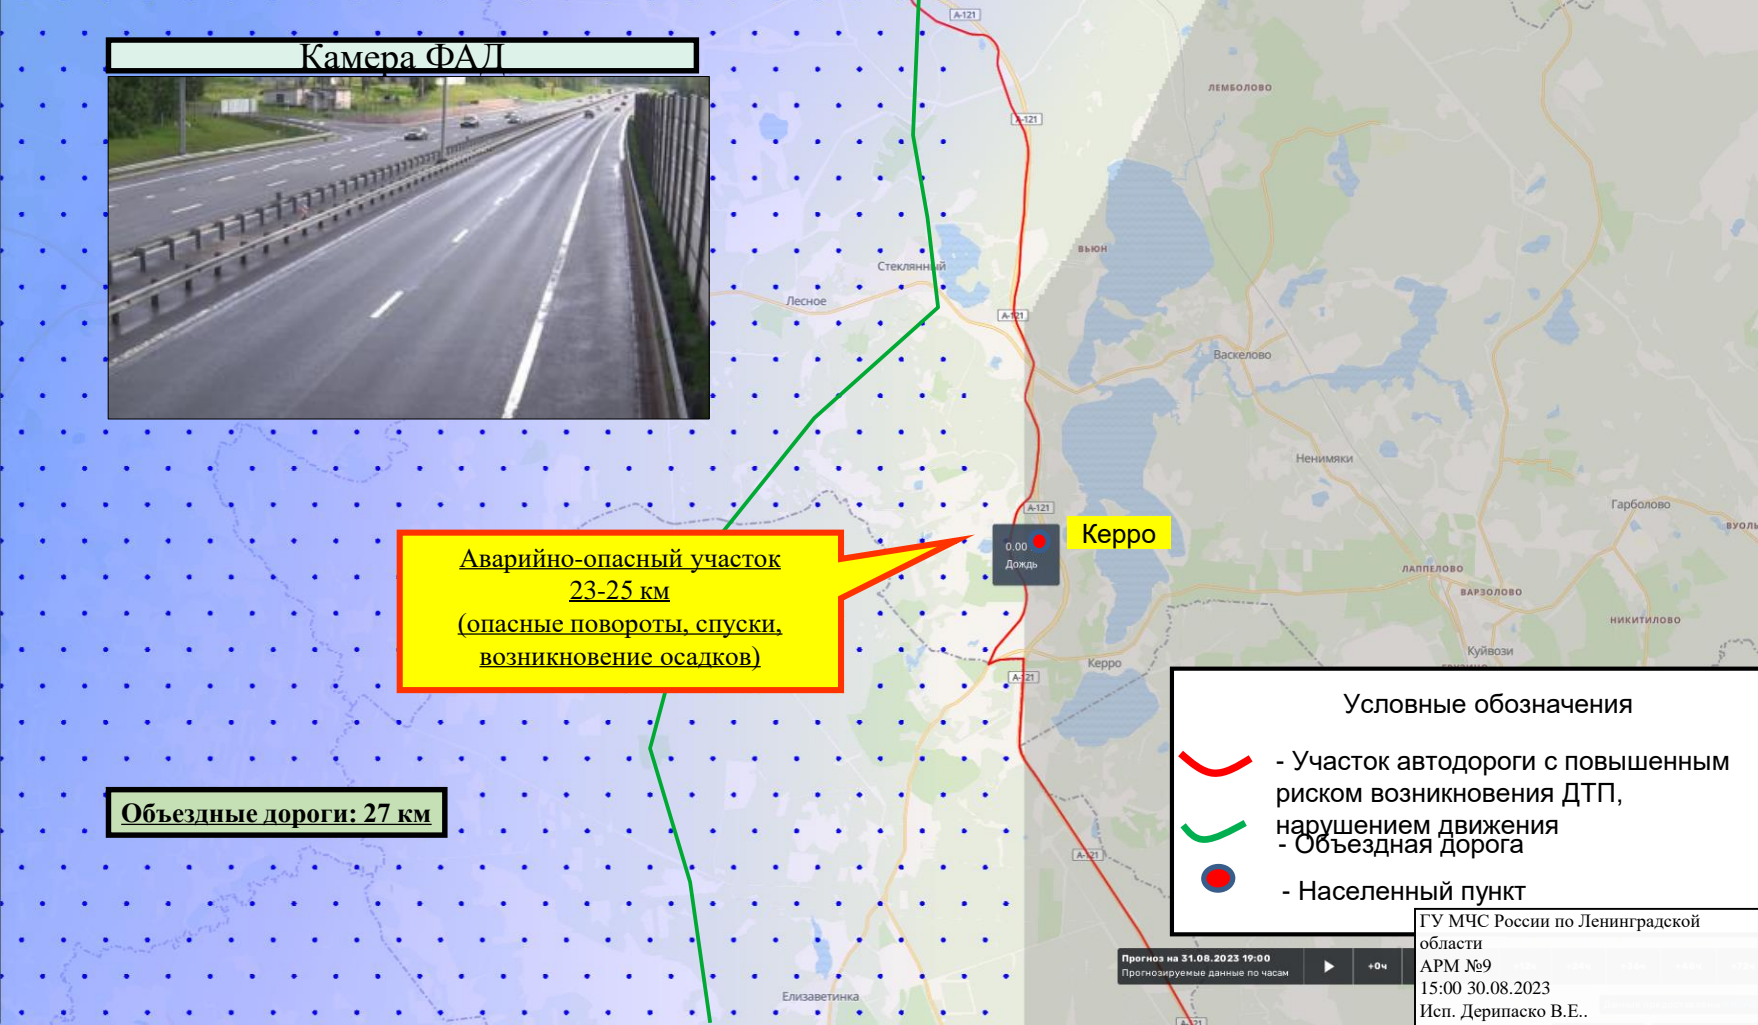 А-121
Камера ФАД
ЛЕМБОЛОВО
А-121
ВЬЮН
Стеклянный
Лесное
А-121
Васкелово
Ненимяки
Гарболово
А-121
Керро
Аварийно-опасный участок
23-25 км
(опасные повороты, спуски,
возникновение осадков)
0.00
Дождь
ЛАППЕЛОВО
ВАРЗОЛОВО
НИКИТИЛОВО
Куйвози
Керро
А-121
Условные обозначения
- Участок автодороги с повышенным
риском возникновения ДТП,
нарушением движения
- Объездная дорога
- Населенный пункт
Объездные дороги: 27 км
А-121
Прогноз на 31.08.2023 19:00
Прогнозируемые данные по часам
+0ч
ГУ МЧС России по Ленинградской
области
АРМ №9
15:00 30.08.2023
Исп. Дерипаско В.Е..
Елизаветинка
А-121